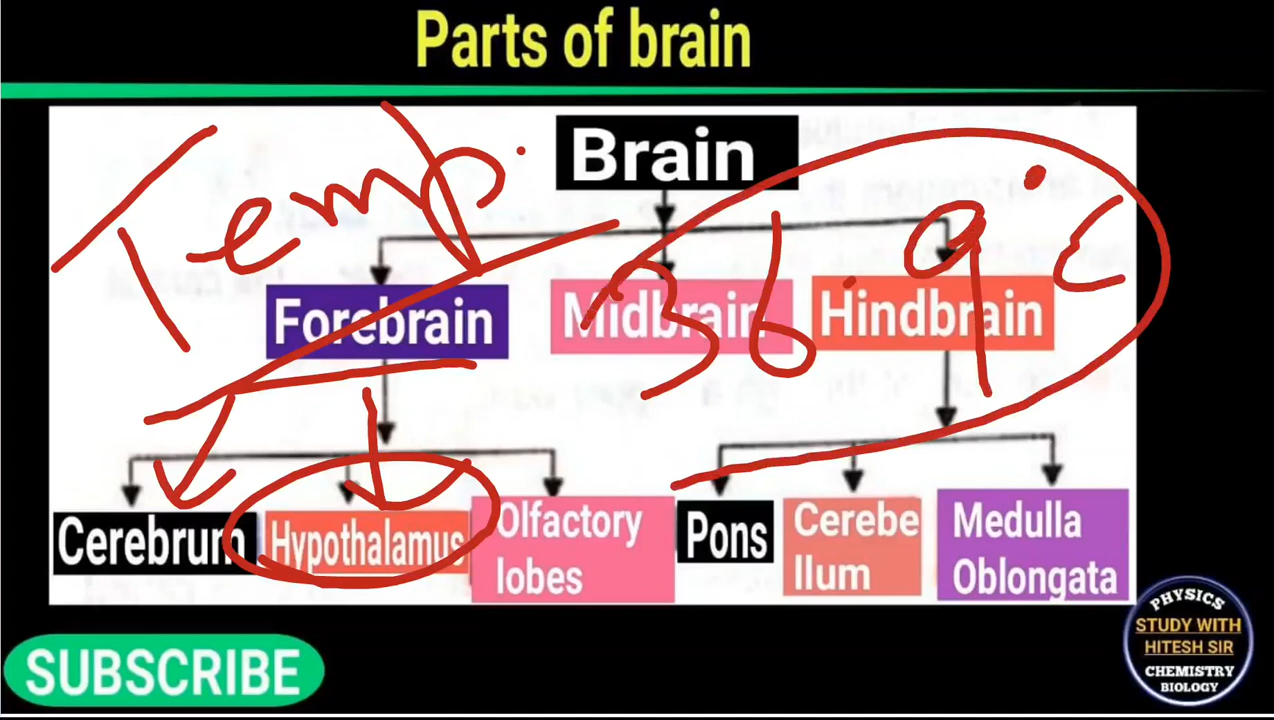 Parts of brain
Brain
Temp.
36.9°C
Forebrain
Midbrain
Hindbrain
Cerebrum
Hypothalamus
Olfactory
lobes
Pons
Cerebe
llum
Medulla
Oblongata
SUBSCRIBE
PHYSICS
STUDY WITH
HITESH SIR
CHEMISTRY
BIOLOGY